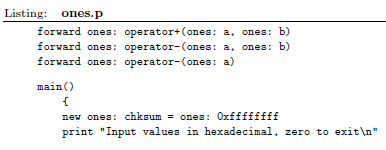 Listing: ones.p
forward ones: operator+(ones: a, ones: b)
forward ones: operator-(ones: a, ones: b)
forward ones: operator-(ones: a)
main()
{
new ones: chksum = ones: 0xffffffff
print "Input values in hexadecimal, zero to exit\n"